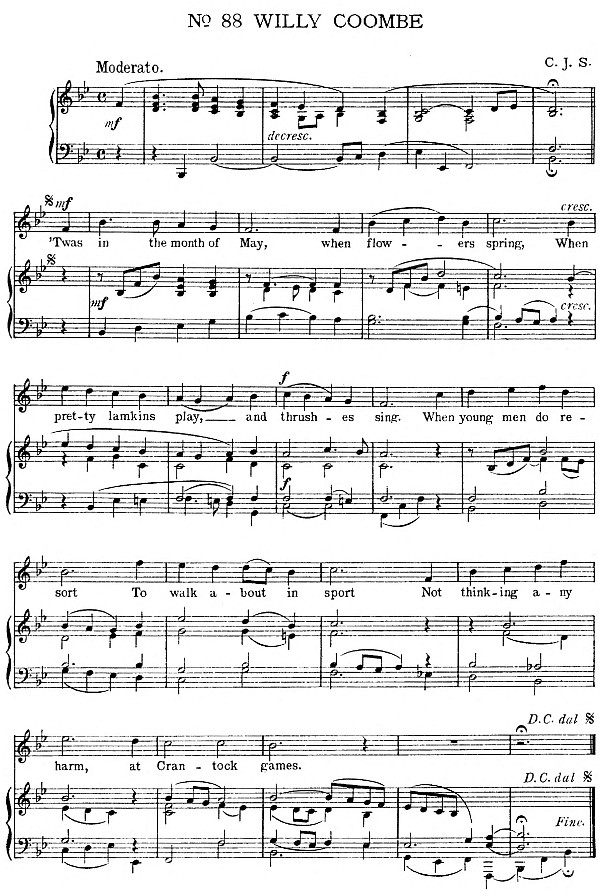 No 88 WILLY COOMBE
Moderato.
C. J. S.
mf
decresc.
mf
cresc.
'Twas in the month of May, when flow - - ers spring, When
mf
cresc.
f
pret-ty lamkins play, and thrush-es sing. When young men do re-
f
sort To walk a - bout in sport Not think-ing a-ny
D.C. dal
harm, at Cran - tock games.
D.C. dal
Finc.